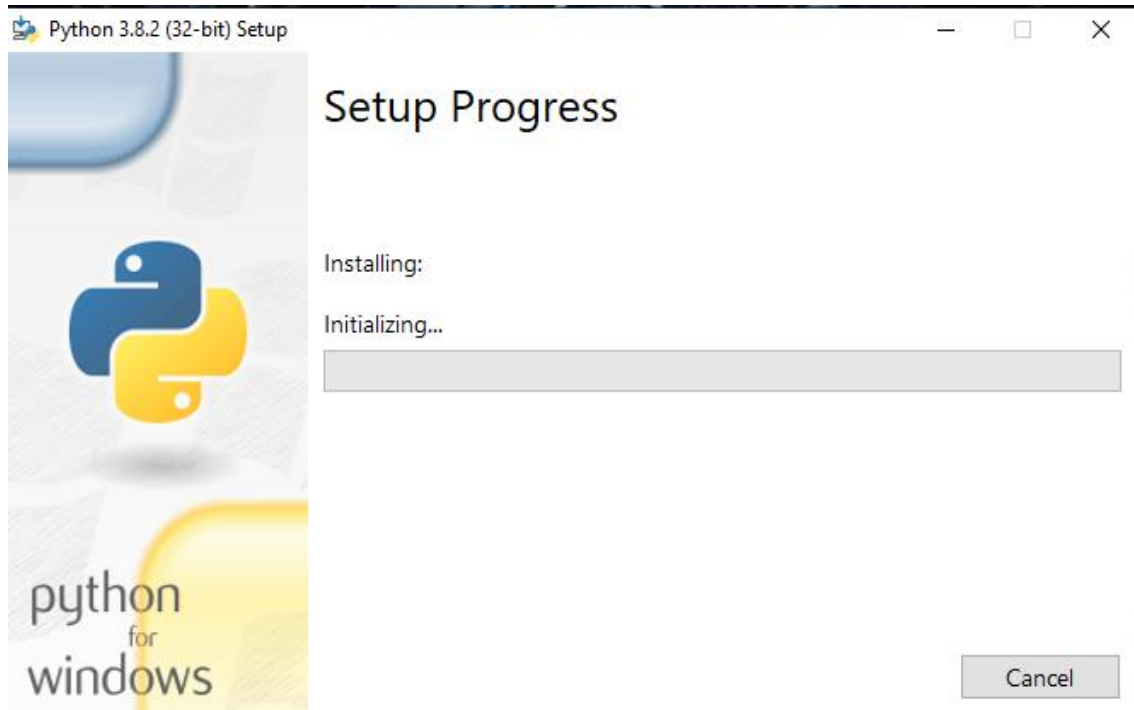 Python 3.8.2 (32-bit) Setup
Setup Progress
Installing:
Initializing...
python
for
windows
Cancel